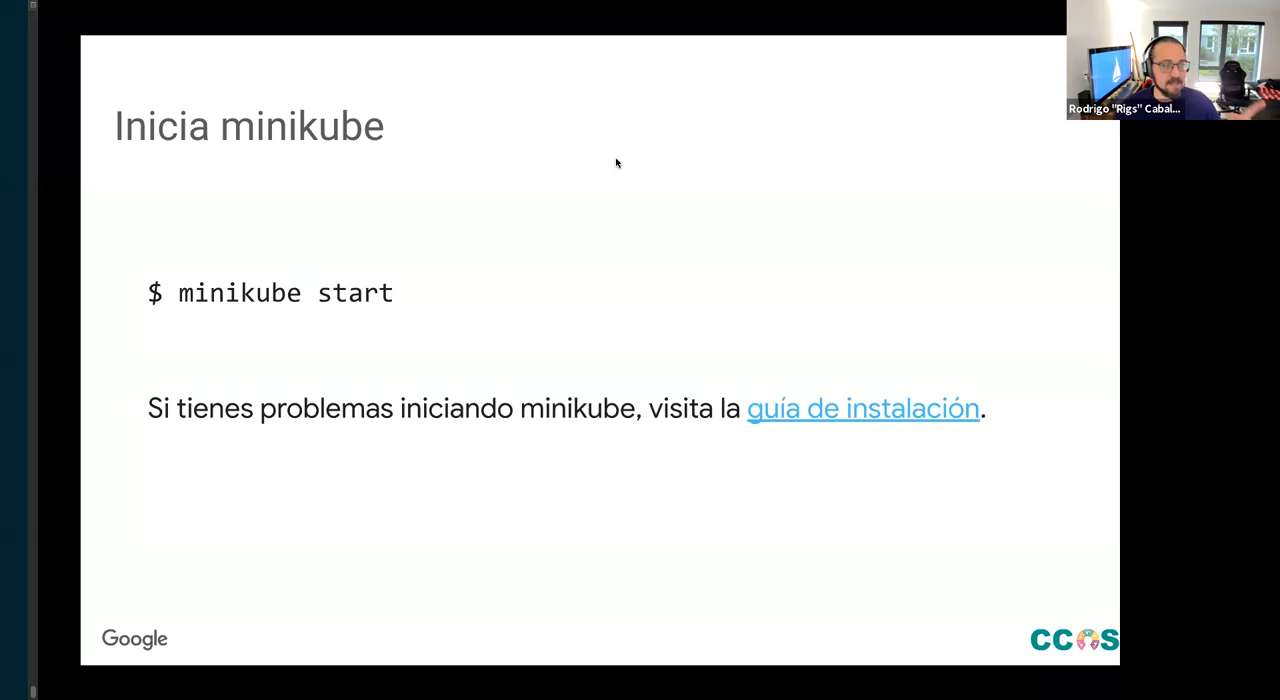 Rodrigo "Rigs" Cabal...
Inicia minikube
$ minikube start
Si tienes problemas iniciando minikube, visita la guía de instalación.
Google
CCOS